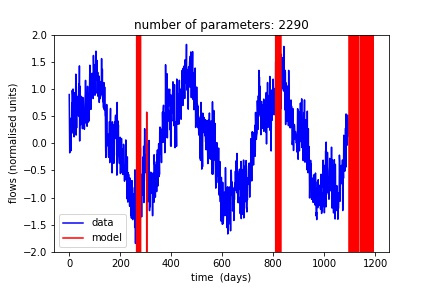 number of parameters: 2290
flows (normalised units)
2.0
1.5
1.0
0.5
0.0
−0.5
−1.0
−1.5
−2.0
data
model
0 200 400 600 800 1000 1200
time (days)